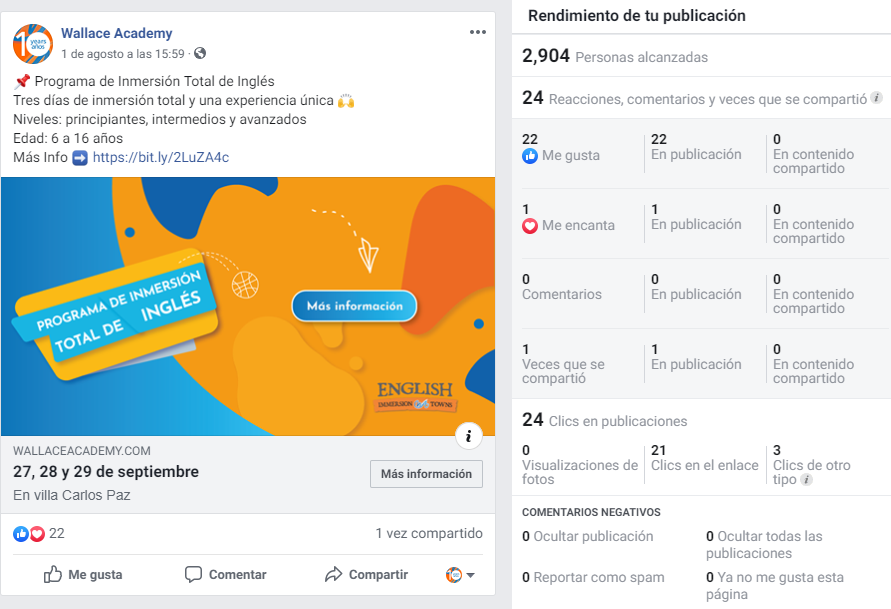 Wallace Academy
1 de agosto a las 15:59 ·
10 years años
📌 Programa de Inmersión Total de Inglés
Tres días de inmersión total y una experiencia única 🙌
Niveles: principiantes, intermedios y avanzados
Edad: 6 a 16 años
Más Info ➡️ https://bit.ly/2LuZA4c
PROGRAMA DE INMERSIÓN
TOTAL DE INGLÉS
Más información
ENGLISH
IMMERSION TOWNS
WALLACEACADEMY.COM
27, 28 y 29 de septiembre
En villa Carlos Paz
Más información
22
1 vez compartido
Me gusta
Comentar
Compartir
Rendimiento de tu publicación
2,904 Personas alcanzadas
24 Reacciones, comentarios y veces que se compartió
22
Me gusta
22
En publicación
0
En contenido
compartido
1
Me encanta
1
En publicación
0
En contenido
compartido
0
Comentarios
0
En publicación
0
En contenido
compartido
1
Veces que se
compartió
1
En publicación
0
En contenido
compartido
24 Clics en publicaciones
0
Visualizaciones de
fotos
21
Clics en el enlace
3
Clics de otro
tipo
COMENTARIOS NEGATIVOS
0 Ocultar publicación
0 Ocultar todas las
publicaciones
0 Reportar como spam
0 Ya no me gusta esta
página